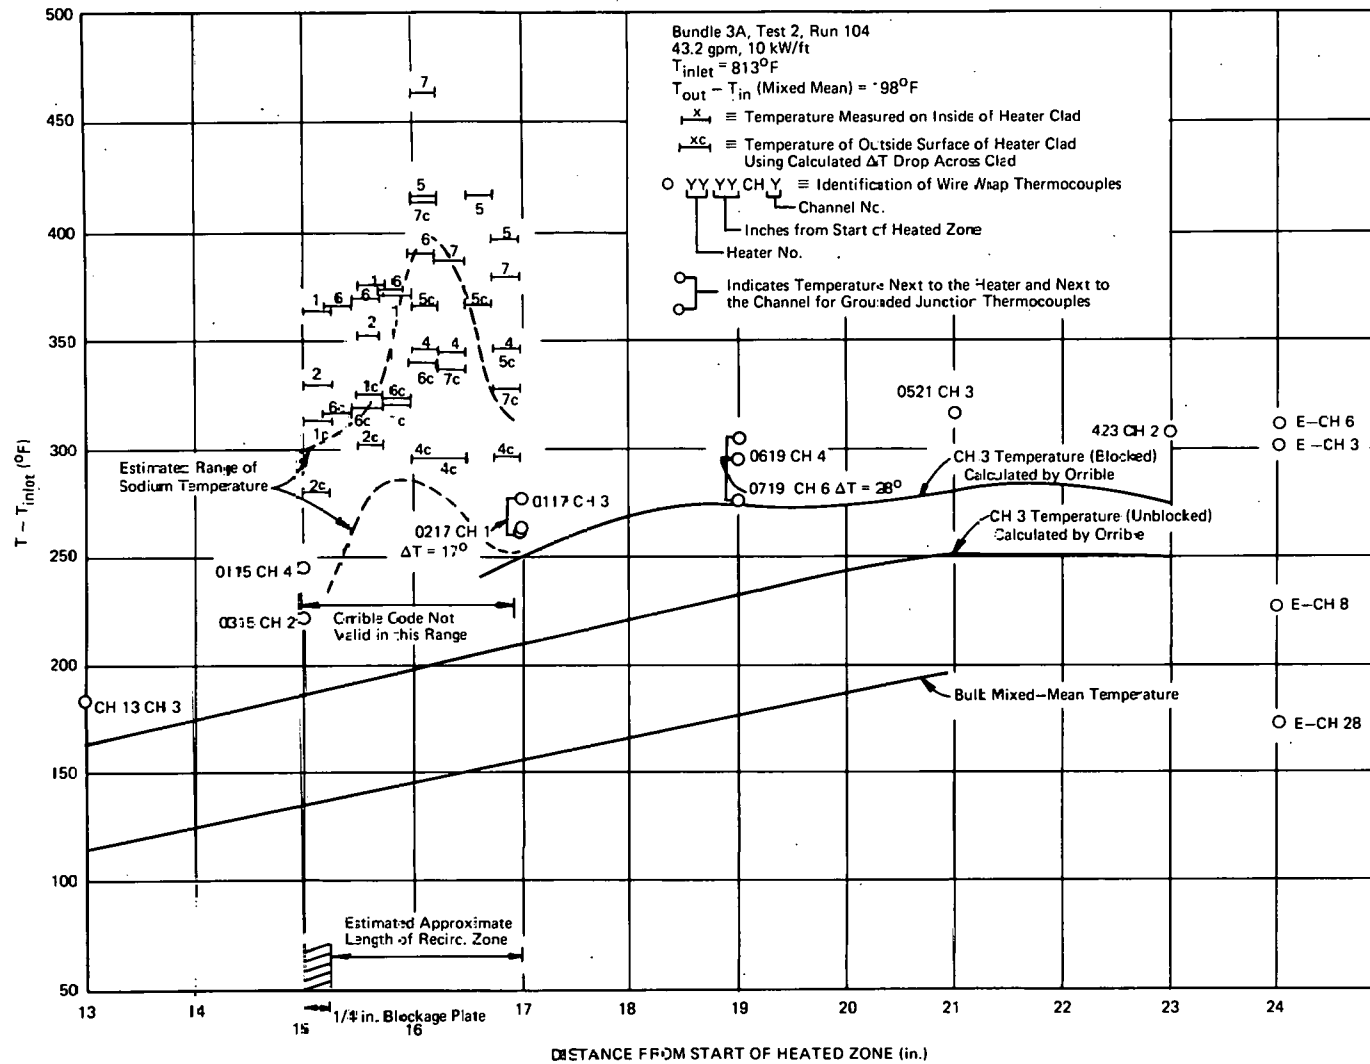 500
450
400
350
300
250
200
150
100
50
T – Tinlet (°F)
Bundle 3A, Test 2, Run 104
43.2 gpm, 10 kW/ft
Tinlet = 813°F
Tout – Tin (Mixed Mean) = 198°F
x ≡ Temperature Measured on Inside of Heater Clad
xc ≡ Temperature of Outside Surface of Heater Clad
Using Calculated ΔT Drop Across Clad
YY YY CH Y ≡ Identification of Wire Wrap Thermocouples
Channel No.
Inches from Start of Heated Zone
Heater No.
Indicates Temperature Next to the Heater and Next to
the Channel for Grounded Junction Thermocouples
7
5
7c
5
6
7
5
7
1
6
1
6
6
5c
5c
2
4
4
4
5c
6c
7c
2
1c
6c
7c
6c
1c
6c
2c
4c
4c
4c
2c
Estimated Range of
Sodium Temperature
0521 CH 3
423 CH 2
E–CH 6
E–CH 3
0619 CH 4
0719 CH 6 ΔT = 28°
CH 3 Temperature (Blocked)
Calculated by Orrible
0117 CH 3
0217 CH 1
ΔT = 17°
CH 3 Temperature (Unblocked)
Calculated by Orrible
0115 CH 4
0315 CH 2
Orrible Code Not
Valid in this Range
E–CH 8
Bulk Mixed–Mean Temperature
CH 13 CH 3
E–CH 28
Estimated Approximate
Length of Recirc. Zone
13
14
15
16
17
18
19
20
21
22
23
24
1/4 in. Blockage Plate
DISTANCE FROM START OF HEATED ZONE (in.)